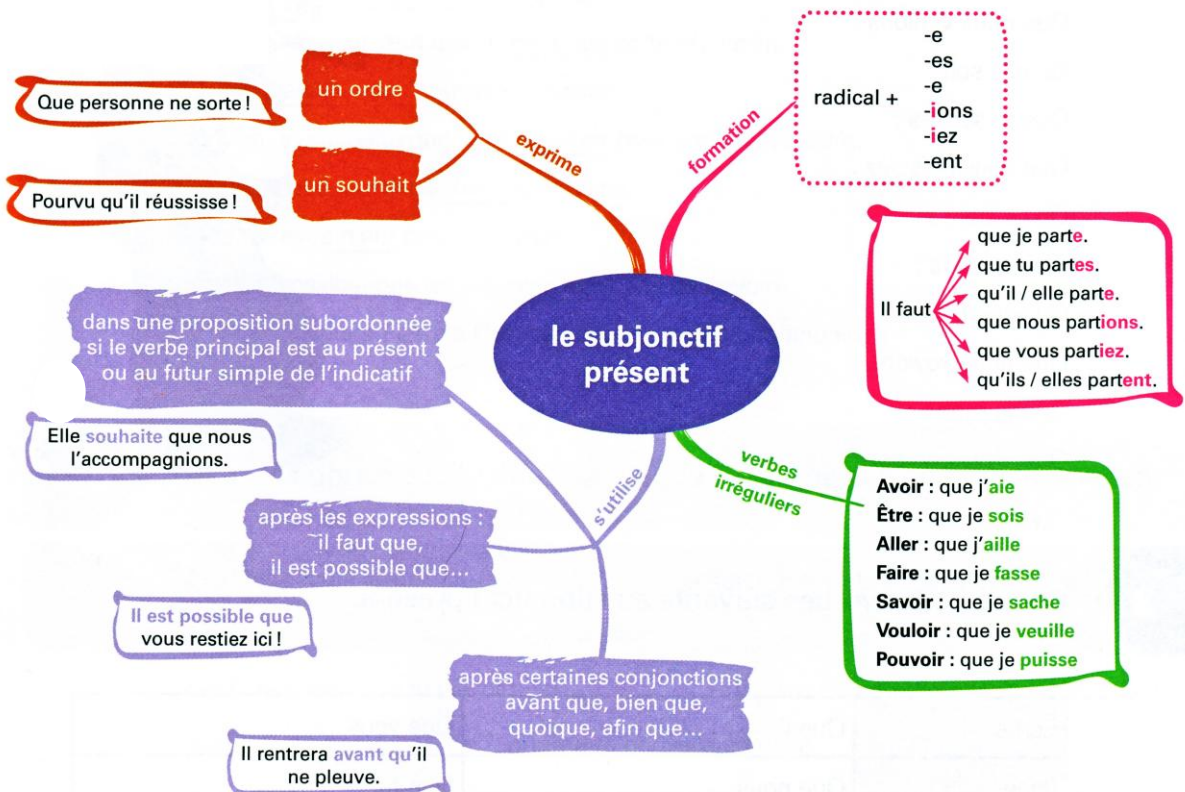 le subjonctif
présent
exprime
un ordre
Que personne ne sorte !
un souhait
Pourvu qu'il réussisse !
formation
radical +
-e
-es
-e
-ions
-iez
-ent
Il faut
que je parte.
que tu partes.
qu'il / elle parte.
que nous partions.
que vous partiez.
qu'ils / elles partent.
verbes
irréguliers
Avoir : que j'aie
Être : que je sois
Aller : que j'aille
Faire : que je fasse
Savoir : que je sache
Vouloir : que je veuille
Pouvoir : que je puisse
s'utilise
dans une proposition subordonnée
si le verbe principal est au présent
ou au futur simple de l'indicatif
Elle souhaite que nous
l'accompagnions.
après les expressions :
il faut que,
il est possible que...
Il est possible que
vous restiez ici !
après certaines conjonctions
avant que, bien que,
quoique, afin que...
Il rentrera avant qu'il
ne pleuve.